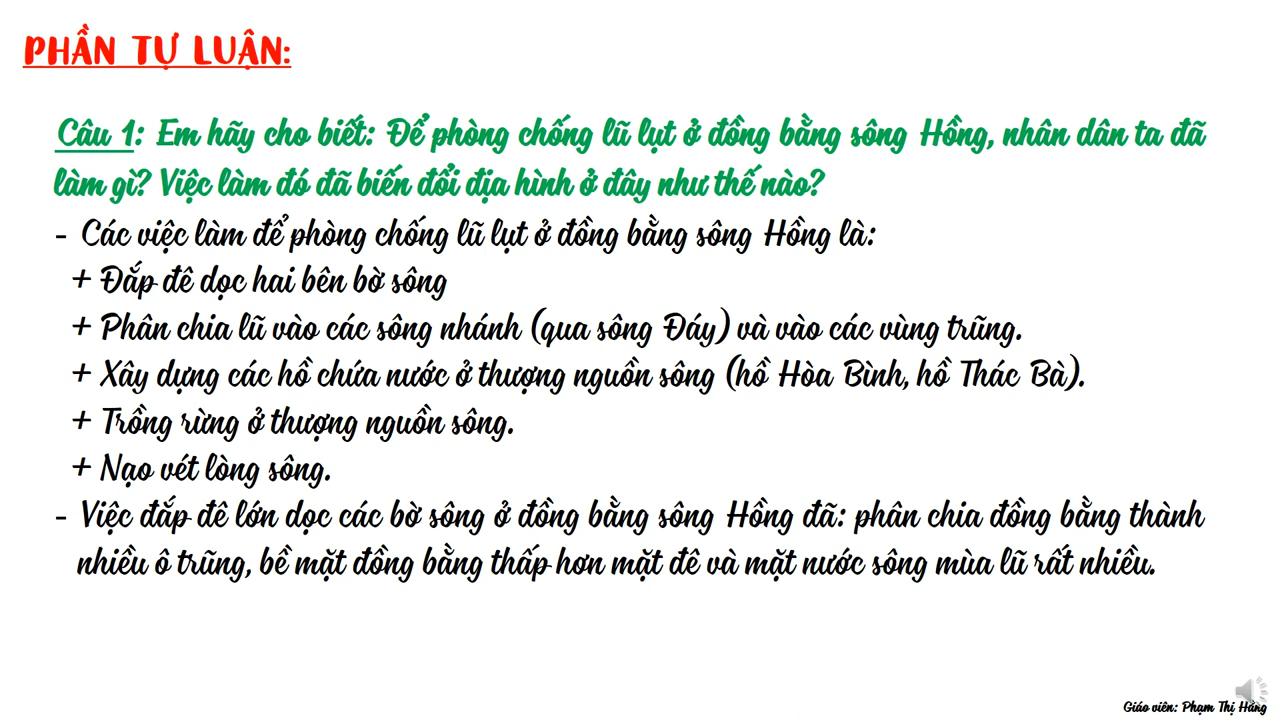 PHẦN TỰ LUẬN:
Câu 1: Em hãy cho biết: Để phòng chống lũ lụt ở đồng bằng sông Hồng, nhân dân ta đã
làm gì? Việc làm đó đã biến đổi địa hình ở đây như thế nào?
- Các việc làm để phòng chống lũ lụt ở đồng bằng sông Hồng là:
+ Đắp đê dọc hai bên bờ sông
+ Phân chia lũ vào các sông nhánh (qua sông Đáy) và vào các vùng trũng.
+ Xây dựng các hồ chứa nước ở thượng nguồn sông (hồ Hòa Bình, hồ Thác Bà).
+ Trồng rừng ở thượng nguồn sông.
+ Nạo vét lòng sông.
- Việc đắp đê lớn dọc các bờ sông ở đồng bằng sông Hồng đã: phân chia đồng bằng thành
nhiều ô trũng, bề mặt đồng bằng thấp hơn mặt đê và mặt nước sông mùa lũ rất nhiều.
Giáo viên: Phạm Thị Hằng